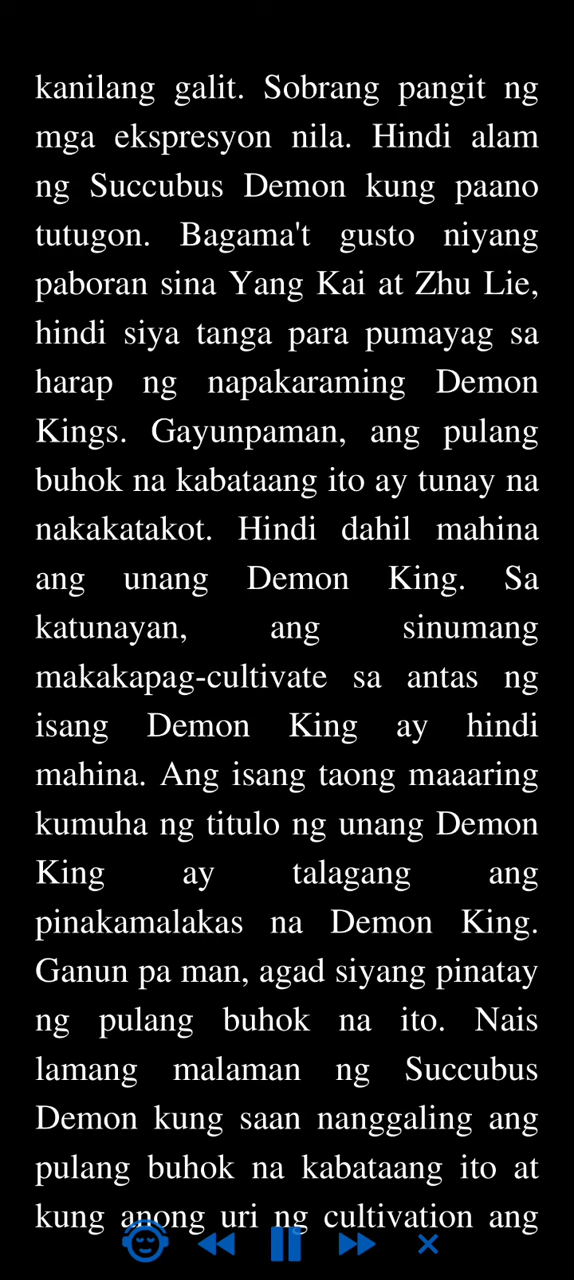 kanilang galit. Sobrang pangit ng
mga ekspresyon nila. Hindi alam
ng Succubus Demon kung paano
tutugon. Bagama't gusto niyang
paboran sina Yang Kai at Zhu Lie,
hindi siya tanga para pumayag sa
harap ng napakaraming Demon
Kings. Gayunpaman, ang pulang
buhok na kabataang ito ay tunay na
nakakatakot. Hindi dahil mahina
ang unang Demon King. Sa
katunayan, ang sinumang
makakapag-cultivate sa antas ng
isang Demon King ay hindi
mahina. Ang isang taong maaaring
kumuha ng titulo ng unang Demon
King ay talagang ang
pinakamalakas na Demon King.
Ganun pa man, agad siyang pinatay
ng pulang buhok na ito. Nais
lamang malaman ng Succubus
Demon kung saan nanggaling ang
pulang buhok na kabataang ito at
kung anong uri ng cultivation ang